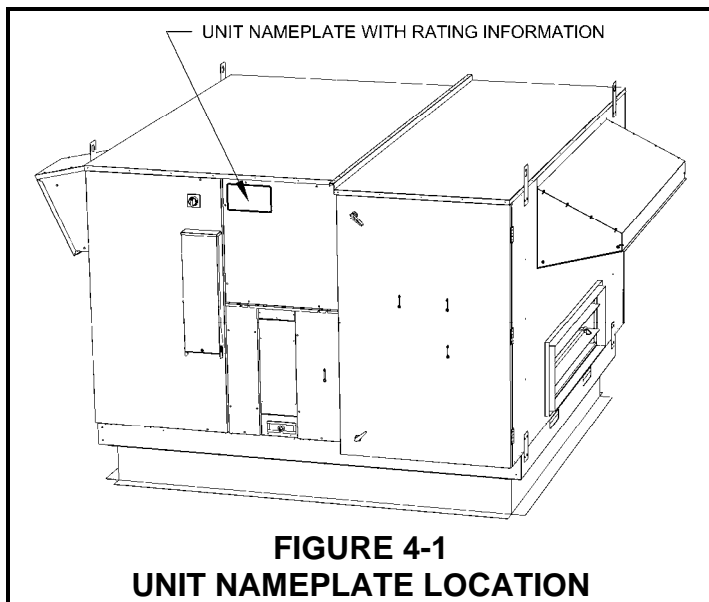 UNIT NAMEPLATE WITH RATING INFORMATION
FIGURE 4-1
UNIT NAMEPLATE LOCATION